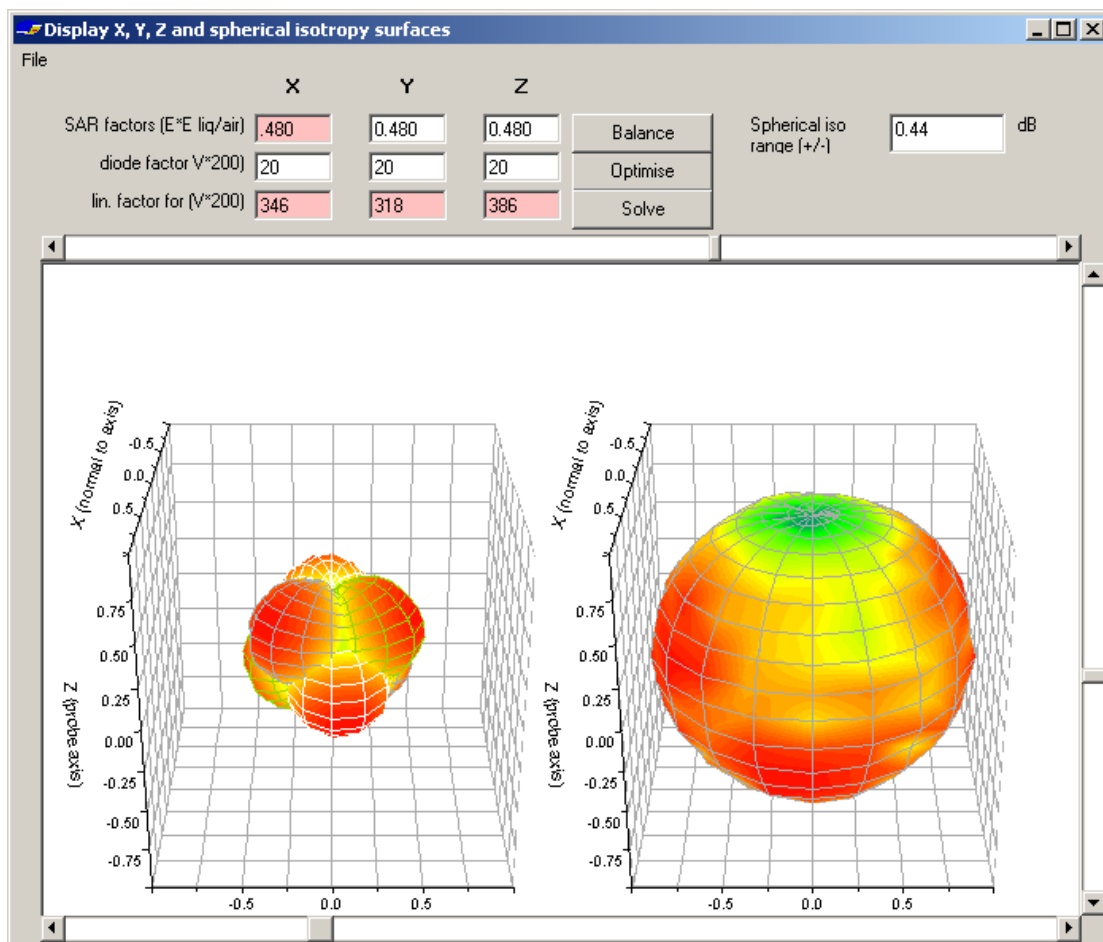 Display X, Y, Z and spherical isotropy surfaces
File
X Y Z
SAR factors (E*E liq/air) .480 0.480 0.480 Balance Spherical iso 0.44 dB
range (+/-)
diode factor V*200) 20 20 20 Optimise
lin. factor for (V*200) 346 318 386 Solve
X (normal to axis) X (normal to axis)
-0.5 -0.5
0.0 0.0
0.5 0.5
0.75 0.75
0.50 0.50
0.25 0.25
Z (probe axis) Z (probe axis)
0.00 0.00
-0.25 -0.25
-0.50 -0.50
-0.75 -0.75
-0.5 0.0 0.5 -0.5 0.0 0.5